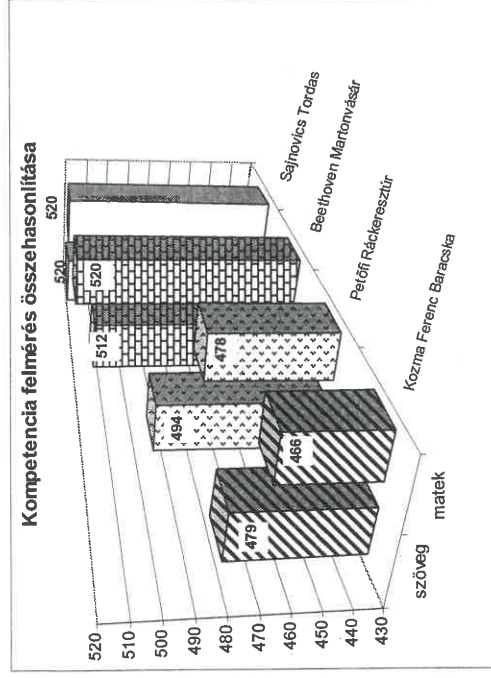 Kompetencia felmérés összehasonlítása
520
510
500
490
480
470
460
450
440
430
479
494
512
520
466
478
520
520
szöveg
matek
Kozma Ferenc Baracska
Petőfi Ráckeresztúr
Beethoven Martonvásár
Sajnovics Tordas